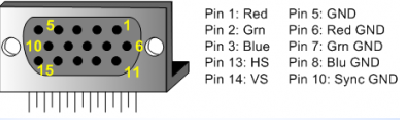 5 1
10 6
15 11
Pin 1: Red Pin 5: GND
Pin 2: Grn Pin 6: Red GND
Pin 3: Blue Pin 7: Grn GND
Pin 13: HS Pin 8: Blu GND
Pin 14: VS Pin 10: Sync GND